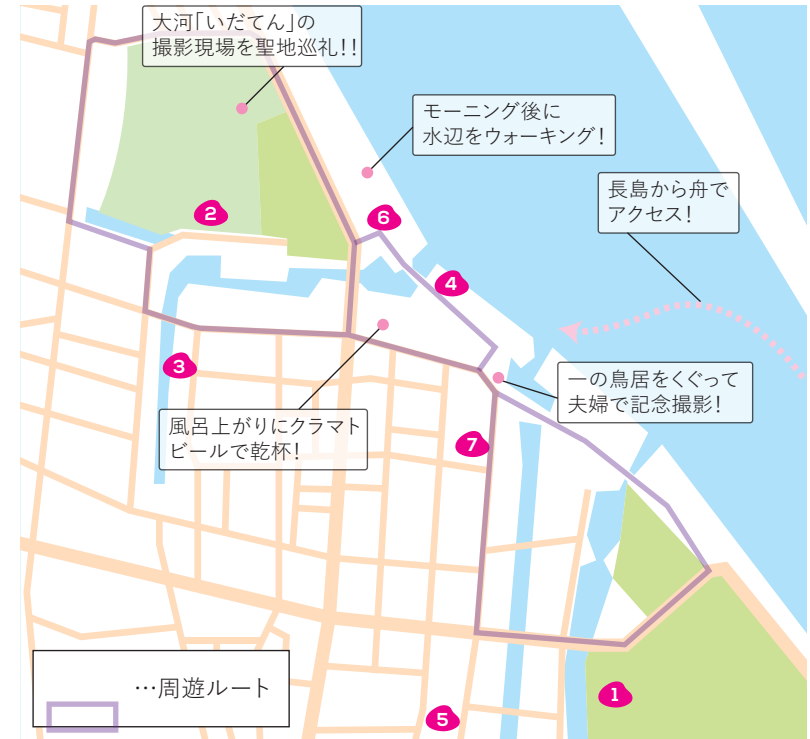 大河「いだてん」の
撮影現場を聖地巡礼!!
モーニング後に
水辺をウォーキング!
長島から舟で
アクセス!
2
6
4
3
一の鳥居をくぐって
夫婦で記念撮影!
風呂上がりにクラマト
ビールで乾杯!
7
…周遊ルート
1
5